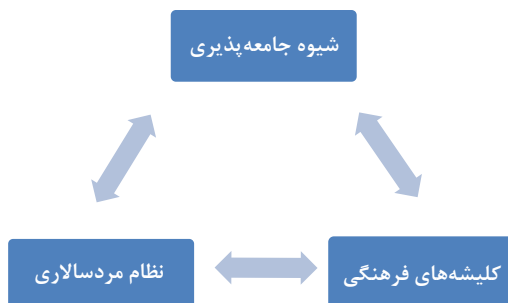 شیوه جامعه‌پذیری
کلیشه‌های فرهنگی
نظام مردسالاری